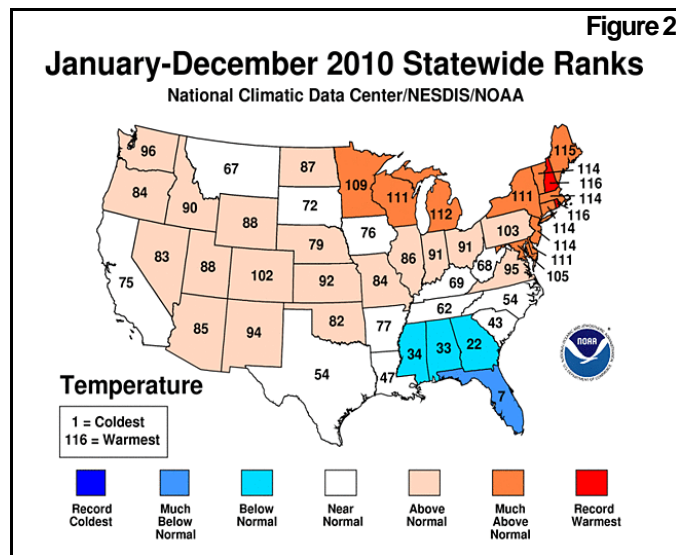 Figure 2
January-December 2010 Statewide Ranks
National Climatic Data Center/NESDIS/NOAA
96
67
87
109
111
112
111
115
114
116
114
116
114
114
111
105
84
90
88
72
76
103
83
88
102
79
86
91
91
68
95
75
92
84
69
54
85
94
82
77
62
43
54
47
34
33
22
7
NOAA
Temperature
1 = Coldest
116 = Warmest
Record
Coldest
Much
Below
Normal
Below
Normal
Near
Normal
Above
Normal
Much
Above
Normal
Record
Warmest